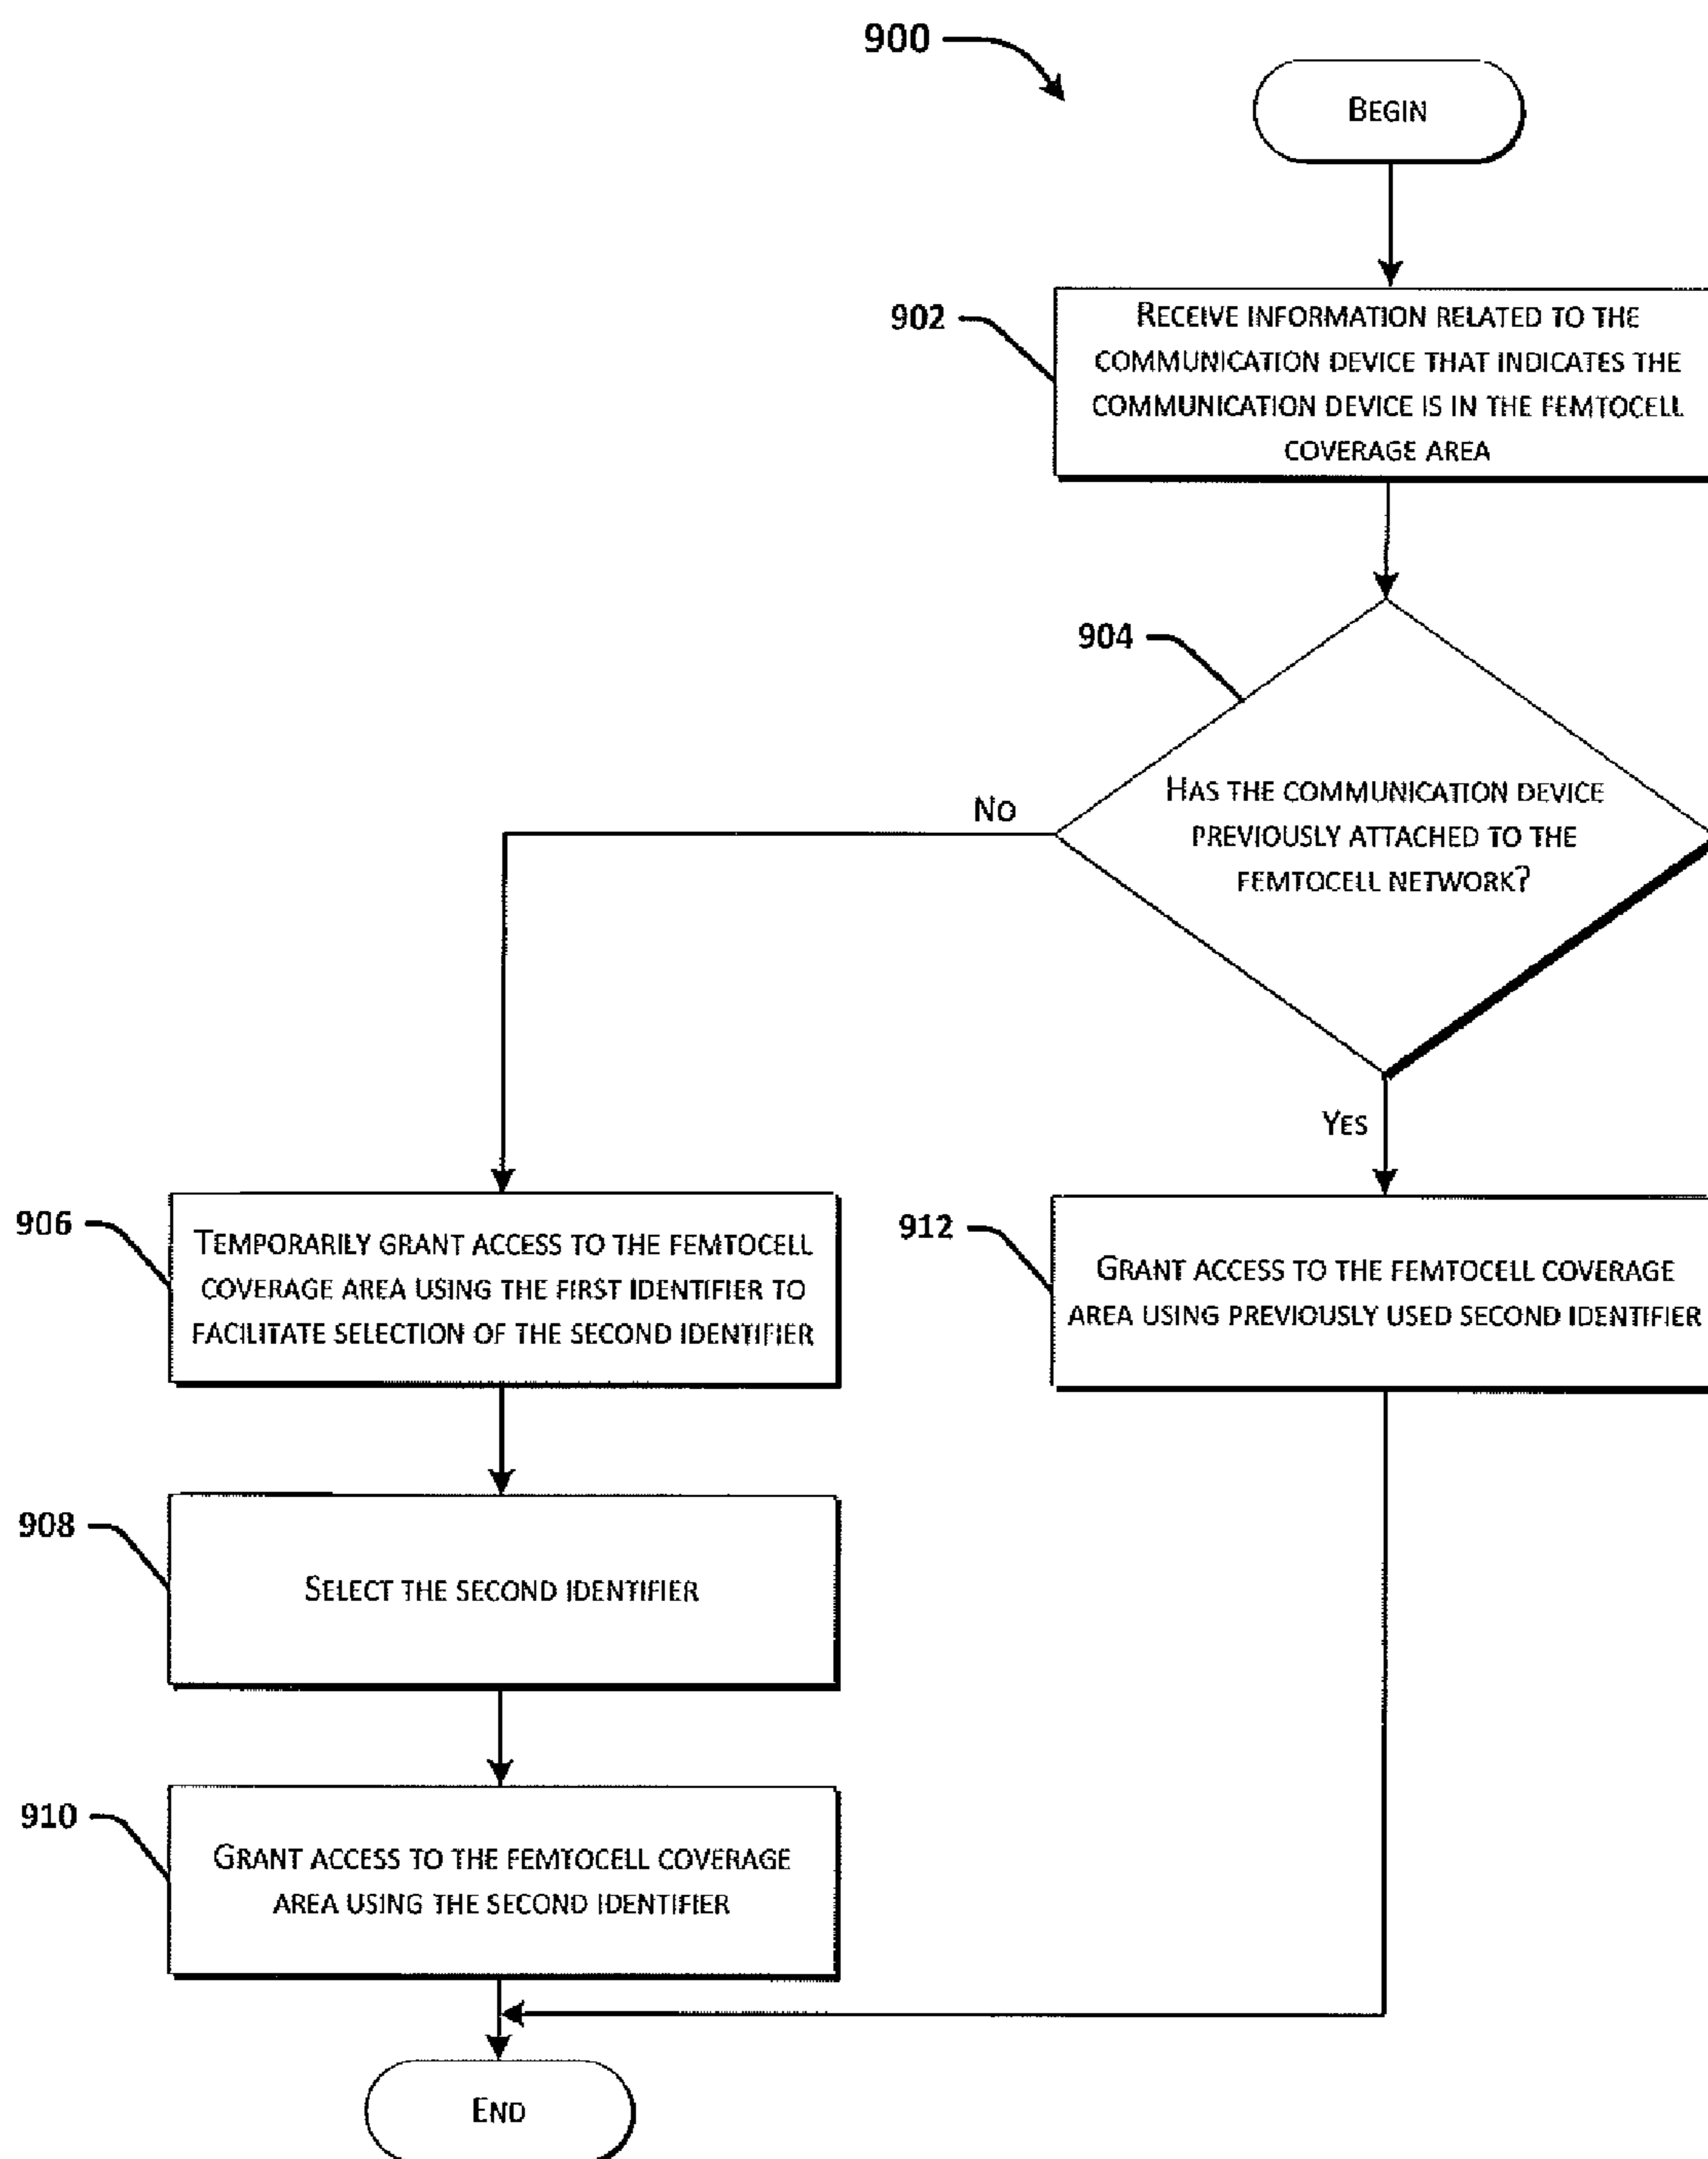 900
BEGIN
902
RECEIVE INFORMATION RELATED TO THE
COMMUNICATION DEVICE THAT INDICATES THE
COMMUNICATION DEVICE IS IN THE FEMTOCELL
COVERAGE AREA
904
HAS THE COMMUNICATION DEVICE
PREVIOUSLY ATTACHED TO THE
FEMTOCELL NETWORK?
NO
YES
906
TEMPORARILY GRANT ACCESS TO THE FEMTOCELL
COVERAGE AREA USING THE FIRST IDENTIFIER TO
FACILITATE SELECTION OF THE SECOND IDENTIFIER
912
GRANT ACCESS TO THE FEMTOCELL COVERAGE
AREA USING PREVIOUSLY USED SECOND IDENTIFIER
908
SELECT THE SECOND IDENTIFIER
910
GRANT ACCESS TO THE FEMTOCELL COVERAGE
AREA USING THE SECOND IDENTIFIER
END